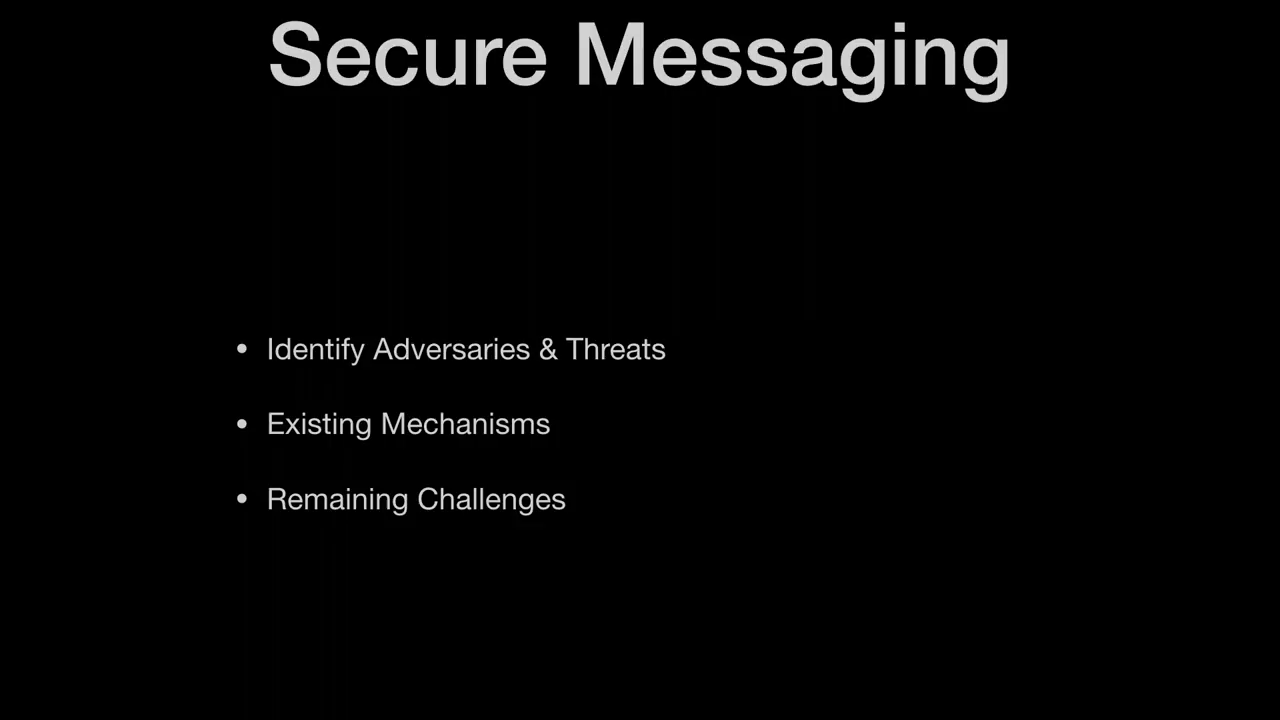 Secure Messaging
• Identify Adversaries & Threats
• Existing Mechanisms
• Remaining Challenges